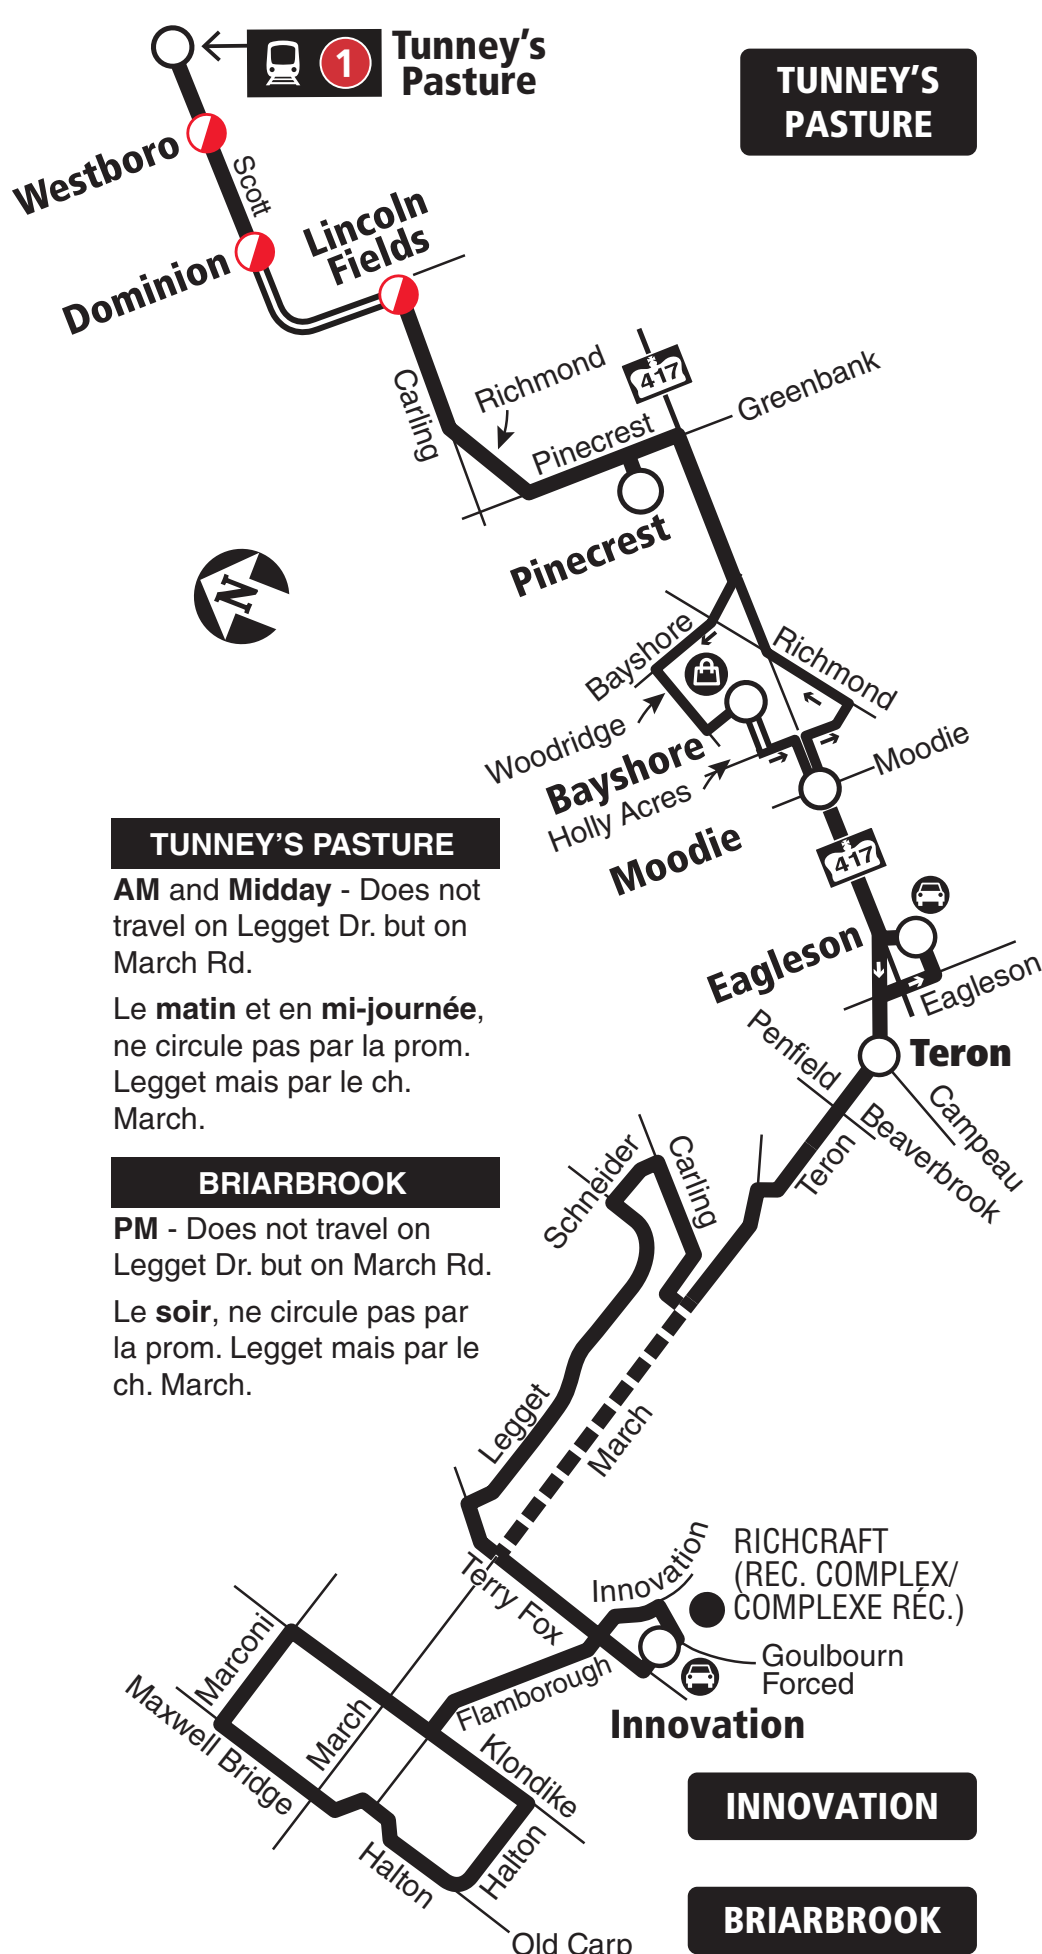 1
Tunney's
Pasture
TUNNEY'S
PASTURE
Westboro
Scott
Dominion
Lincoln
Fields
Carling
Richmond
417
Greenbank
Pinecrest
Pinecrest
N
Bayshore
Richmond
Woodridge
Bayshore
Holly Acres
Moodie
Moodie
417
TUNNEY'S PASTURE
AM and Midday - Does not
travel on Legget Dr. but on
March Rd.
Le matin et en mi-journée,
ne circule pas par la prom.
Legget mais par le ch.
March.
BRIARBROOK
PM - Does not travel on
Legget Dr. but on March Rd.
Le soir, ne circule pas par
la prom. Legget mais par le
ch. March.
Eagleson
Eagleson
Penfield
Teron
Campeau
Beaverbrook
Teron
Schneider
Carling
Legget
March
Terry Fox
Innovation
RICHCRAFT
(REC. COMPLEX/
COMPLEXE RÉC.)
Goulbourn
Forced
Flamborough
Innovation
Marconi
Maxwell Bridge
March
Klondike
Halton
Halton
Old Carp
INNOVATION
BRIARBROOK